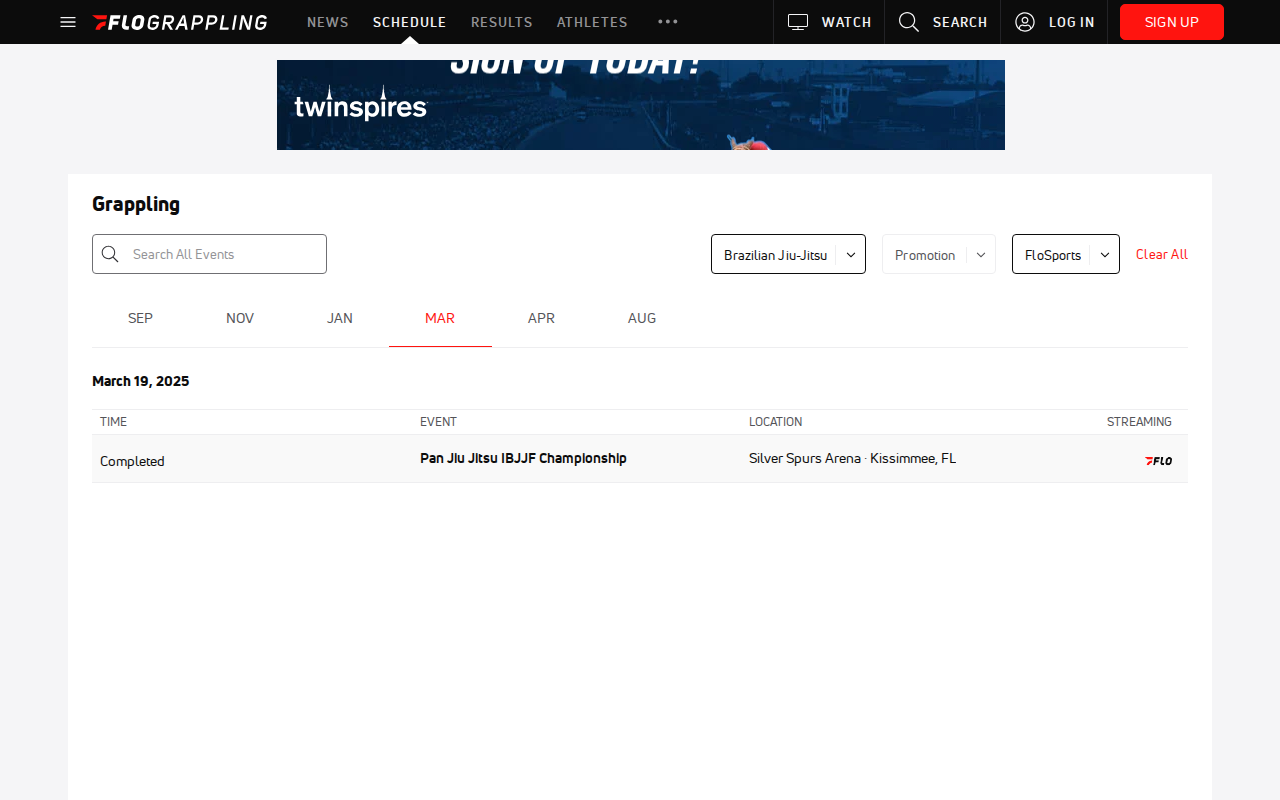 FLOGRAPPLING NEWS SCHEDULE RESULTS ATHLETES ••• WATCH SEARCH LOG IN SIGN UP
SIGN UP TODAY!
twinspires
Grappling
Search All Events Brazilian Jiu-Jitsu Promotion FloSports Clear All
SEP NOV JAN MAR APR AUG
March 19, 2025
TIME EVENT LOCATION STREAMING
Completed Pan Jiu Jitsu IBJJF Championship Silver Spurs Arena · Kissimmee, FL FLO